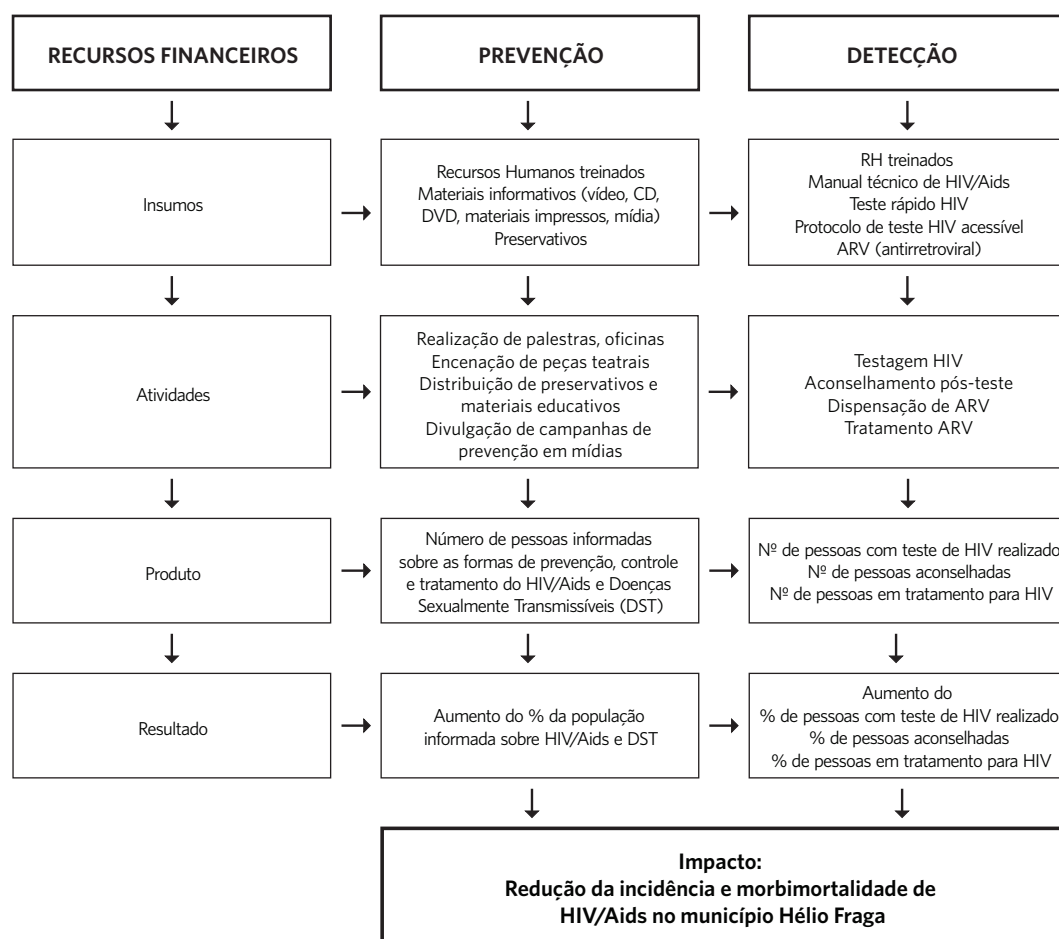 RECURSOS FINANCEIROS
PREVENÇÃO
DETECÇÃO
Insumos
Recursos Humanos treinados
Materiais informativos (vídeo, CD,
DVD, materiais impressos, mídia)
Preservativos
RH treinados
Manual técnico de HIV/Aids
Teste rápido HIV
Protocolo de teste HIV acessível
ARV (antirretroviral)
Atividades
Realização de palestras, oficinas
Encenação de peças teatrais
Distribuição de preservativos e
materiais educativos
Divulgação de campanhas de
prevenção em mídias
Testagem HIV
Aconselhamento pós-teste
Dispensação de ARV
Tratamento ARV
Produto
Número de pessoas informadas
sobre as formas de prevenção, controle
e tratamento do HIV/Aids e Doenças
Sexualmente Transmissíveis (DST)
Nº de pessoas com teste de HIV realizado
Nº de pessoas aconselhadas
Nº de pessoas em tratamento para HIV
Resultado
Aumento do % da população
informada sobre HIV/Aids e DST
Aumento do
% de pessoas com teste de HIV realizado
% de pessoas aconselhadas
% de pessoas em tratamento para HIV
Impacto:
Redução da incidência e morbimortalidade de
HIV/Aids no município Hélio Fraga